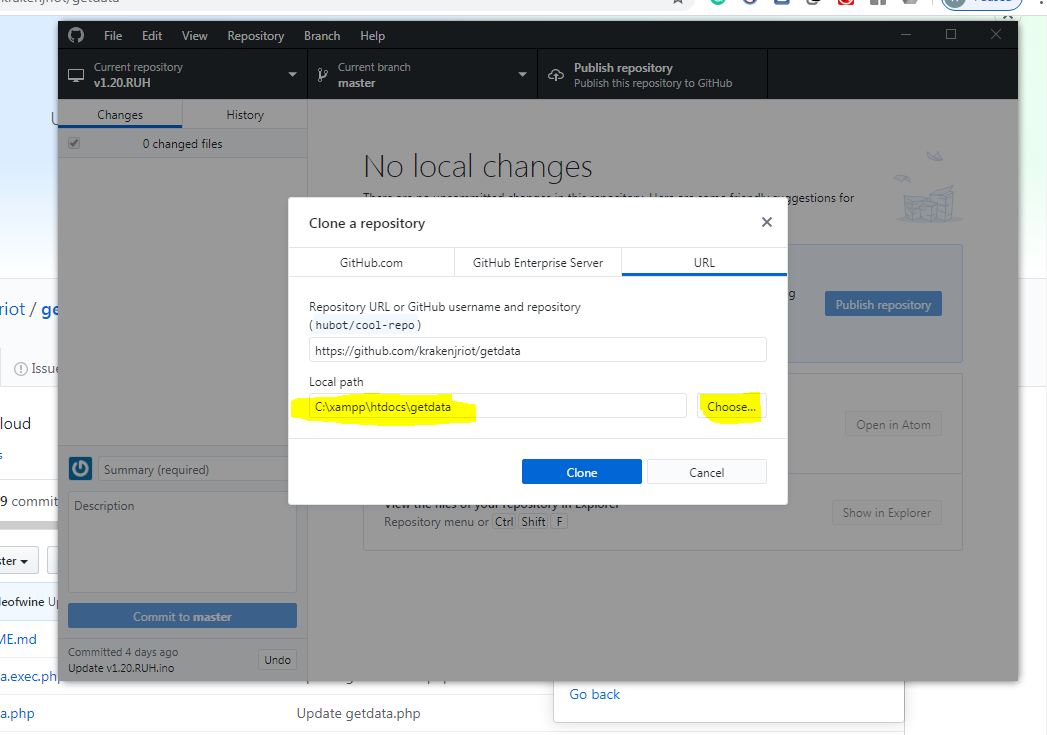 krakenjriot/getdata
File Edit View Repository Branch Help
Current repository
v1.20.RUH
Current branch
master
Publish repository
Publish this repository to GitHub
Changes
History
0 changed files
No local changes
Clone a repository
GitHub.com
GitHub Enterprise Server
URL
Repository URL or GitHub username and repository
(hubot/cool-repo)
https://github.com/krakenjriot/getdata
Local path
C:\xampp\htdocs\getdata
Choose...
Clone
Cancel
There are no uncommitted changes in this repository. Here are some friendly suggestions for
Publish repository
Open in Atom
View the files of your repository in Explorer
Repository menu or Ctrl Shift F
Show in Explorer
Summary (required)
Description
Commit to master
Committed 4 days ago
Update v1.20.RUH.ino
Undo
riot / ge
Issue
loud
s
9 commit
ster
leofwine Up
ME.md
a.exec.php
a.php
Update getdata.php
Go back